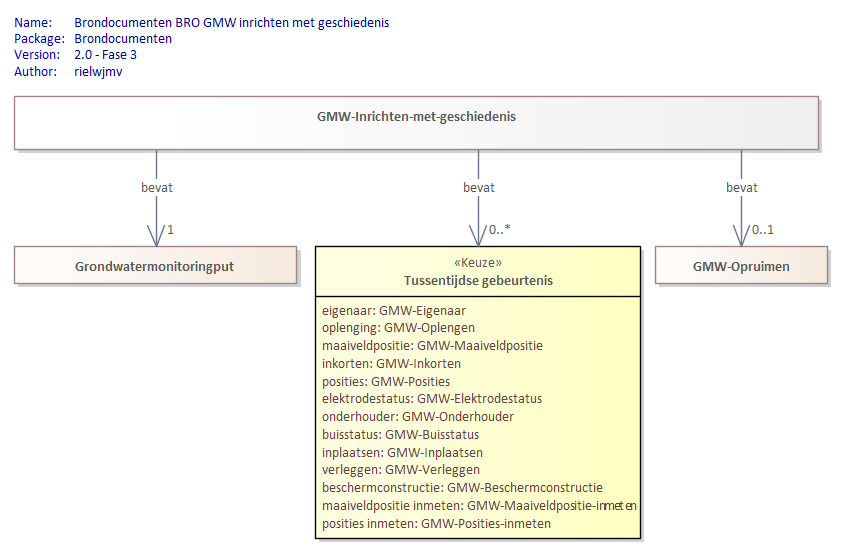 Name: Brondocumenten BRO GMW inrichten met geschiedenis
Package: Brondocumenten
Version: 2.0 - Fase 3
Author: rielwjmv
GMW-Inrichten-met-geschiedenis
bevat bevat bevat
1 0..* 0..1
Grondwatermonitoringput
«Keuze»
Tussentijdse gebeurtenis
GMW-Opruimen
eigenaar: GMW-Eigenaar
oplenging: GMW-Oplengen
maaiveldpositie: GMW-Maaiveldpositie
inkorten: GMW-Inkorten
posities: GMW-Posities
elektrodestatus: GMW-Elektrodestatus
onderhouder: GMW-Onderhouder
buisstatus: GMW-Buisstatus
inplaatsen: GMW-Inplaatsen
verleggen: GMW-Verleggen
beschermconstructie: GMW-Beschermconstructie
maaiveldpositie inmeten: GMW-Maaiveldpositie-inmeten
posities inmeten: GMW-Posities-inmeten